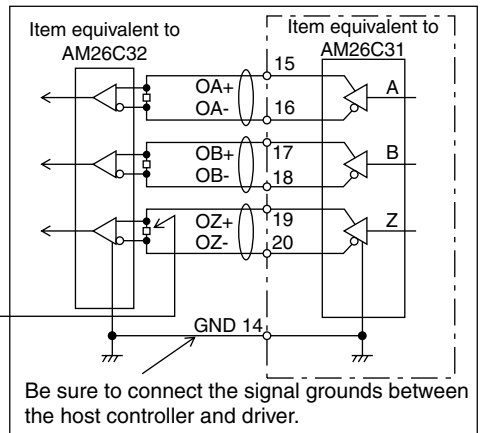 Item equivalent to
AM26C32
Item equivalent to
AM26C31
15
OA+
OA-
16
A
17
OB+
OB-
18
B
19
OZ+
OZ-
20
Z
GND 14
Be sure to connect the signal grounds between
the host controller and driver.